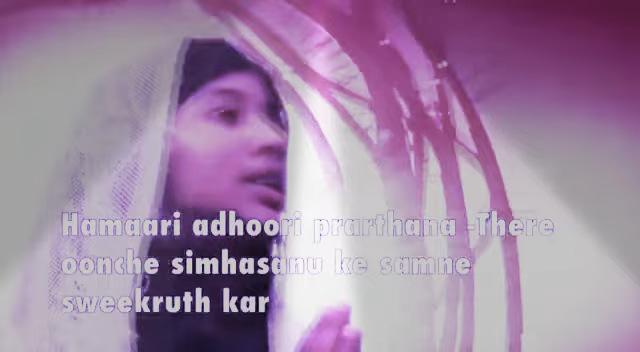 Hamaari adhoori prarthana -There
oonche simhasanu ke samne
sweekruth kar